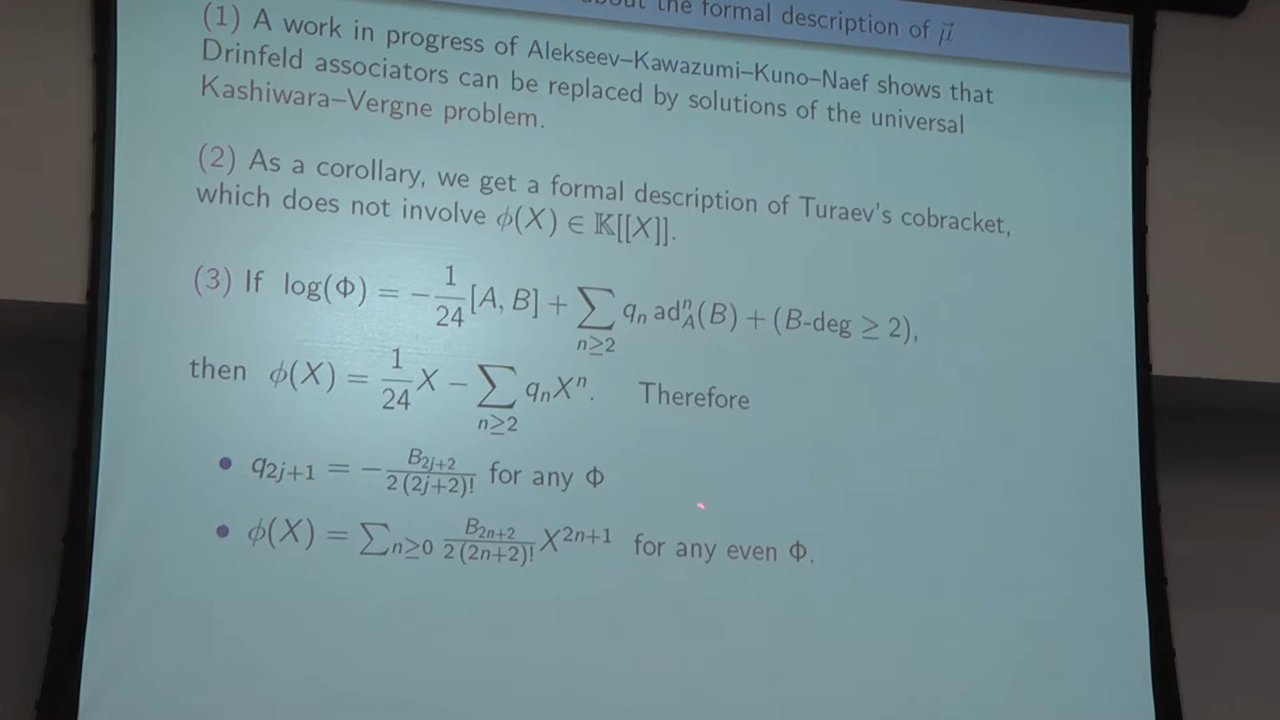 the formal description of $\vec{\mu}$
(1) A work in progress of Alekseev–Kawazumi–Kuno–Naef shows that
Drinfeld associators can be replaced by solutions of the universal
Kashiwara–Vergne problem.
(2) As a corollary, we get a formal description of Turaev's cobracket,
which does not involve $\phi(X) \in \mathbb{K}[[X]]$.
(3) If $\log(\Phi) = -\frac{1}{24}[A, B] + \sum_{n \geq 2} q_n \operatorname{ad}_A^n(B) + (B\text{-deg} \geq 2)$,
then $\phi(X) = \frac{1}{24}X - \sum_{n \geq 2} q_n X^n$. Therefore
• $q_{2j+1} = -\frac{B_{2j+2}}{2\,(2j+2)!}$ for any $\Phi$
• $\phi(X) = \sum_{n \geq 0} \frac{B_{2n+2}}{2\,(2n+2)!} X^{2n+1}$ for any even $\Phi$.